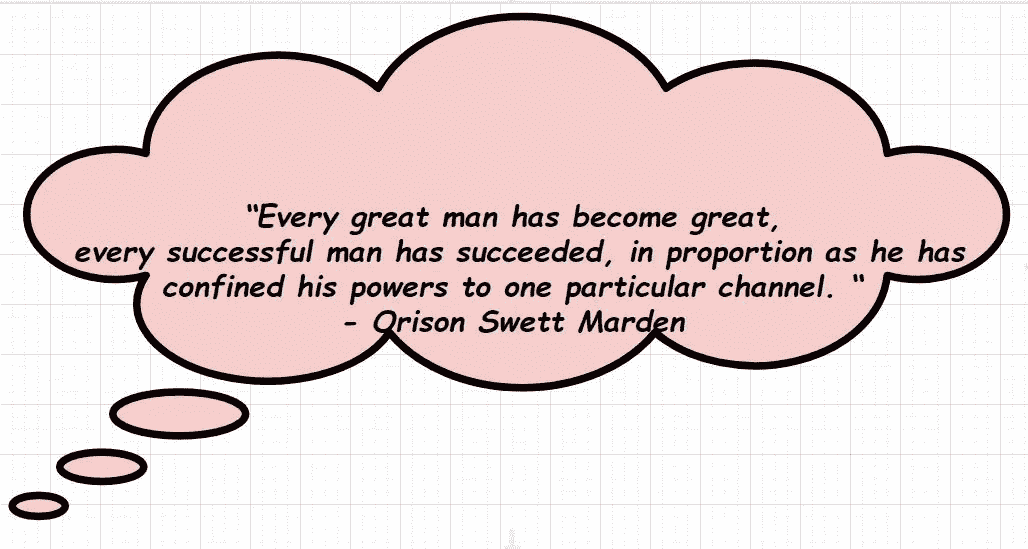 “Every great man has become great,
every successful man has succeeded, in proportion as he has
confined his powers to one particular channel. “
- Orison Swett Marden